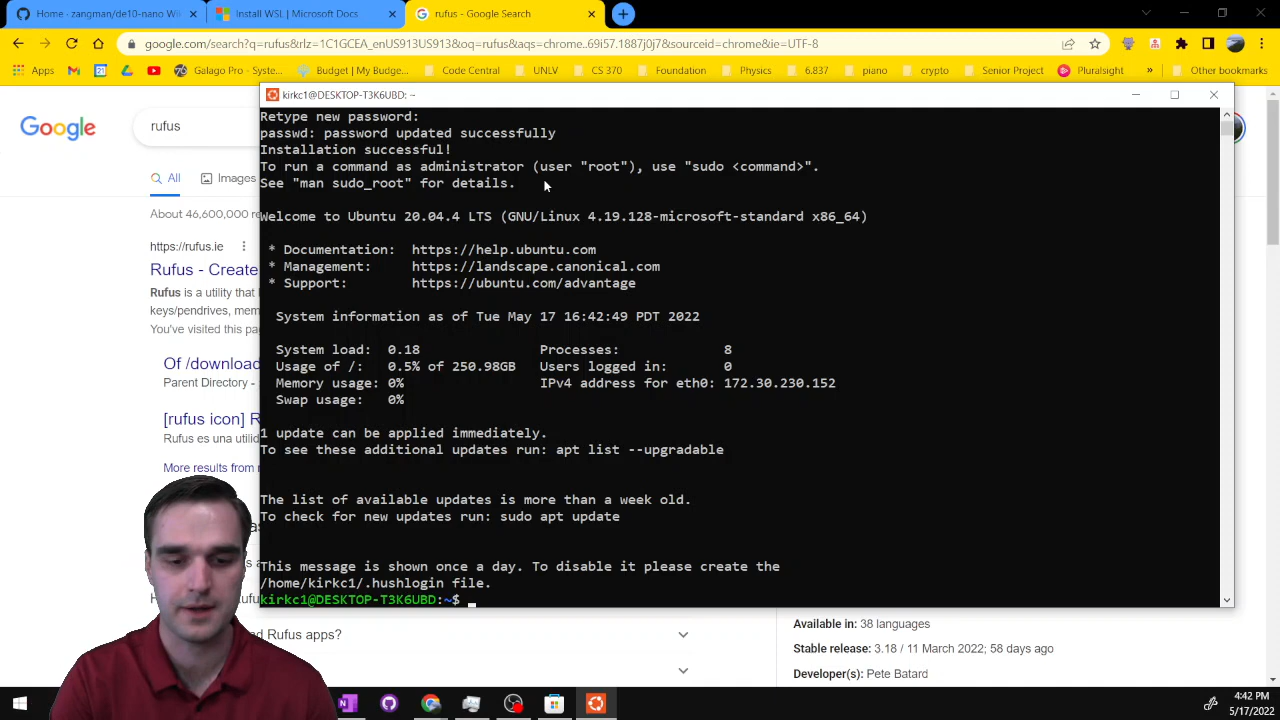 Home · zangman/de10-nano Wi
Install WSL | Microsoft Docs
rufus - Google Search
google.com/search?q=rufus&rlz=1C1GCEA_enUS913US913&oq=rufus&aqs=chrome..69i57.1887j0j7&sourceid=chrome&ie=UTF-8
Apps
Galago Pro - Syste...
Budget | My Budge...
Code Central
UNLV
CS 370
Foundation
Physics
6.837
piano
crypto
Senior Project
Pluralsight
»
Other bookmarks
Google
rufus
All
Images
About 46,600,000
https://rufus.ie
Rufus - Create
Rufus is a utility that
keys/pendrives, mem
You've visited this page
Of /download
Parent Directory -
[rufus icon] R
Rufus es una utilid
More results from r
kirkc1@DESKTOP-T3K6UBD: ~
Retype new password:
passwd: password updated successfully
Installation successful!
To run a command as administrator (user "root"), use "sudo <command>".
See "man sudo_root" for details.
Welcome to Ubuntu 20.04.4 LTS (GNU/Linux 4.19.128-microsoft-standard x86_64)
* Documentation: https://help.ubuntu.com
* Management: https://landscape.canonical.com
* Support: https://ubuntu.com/advantage
System information as of Tue May 17 16:42:49 PDT 2022
System load: 0.18 Processes: 8
Usage of /: 0.5% of 250.98GB Users logged in: 0
Memory usage: 0% IPv4 address for eth0: 172.30.230.152
Swap usage: 0%
1 update can be applied immediately.
To see these additional updates run: apt list --upgradable
The list of available updates is more than a week old.
To check for new updates run: sudo apt update
This message is shown once a day. To disable it please create the
/home/kirkc1/.hushlogin file.
kirkc1@DESKTOP-T3K6UBD:~$
d Rufus apps?
Available in: 38 languages
Stable release: 3.18 / 11 March 2022; 58 days ago
Developer(s): Pete Batard
4:42 PM
5/17/2022